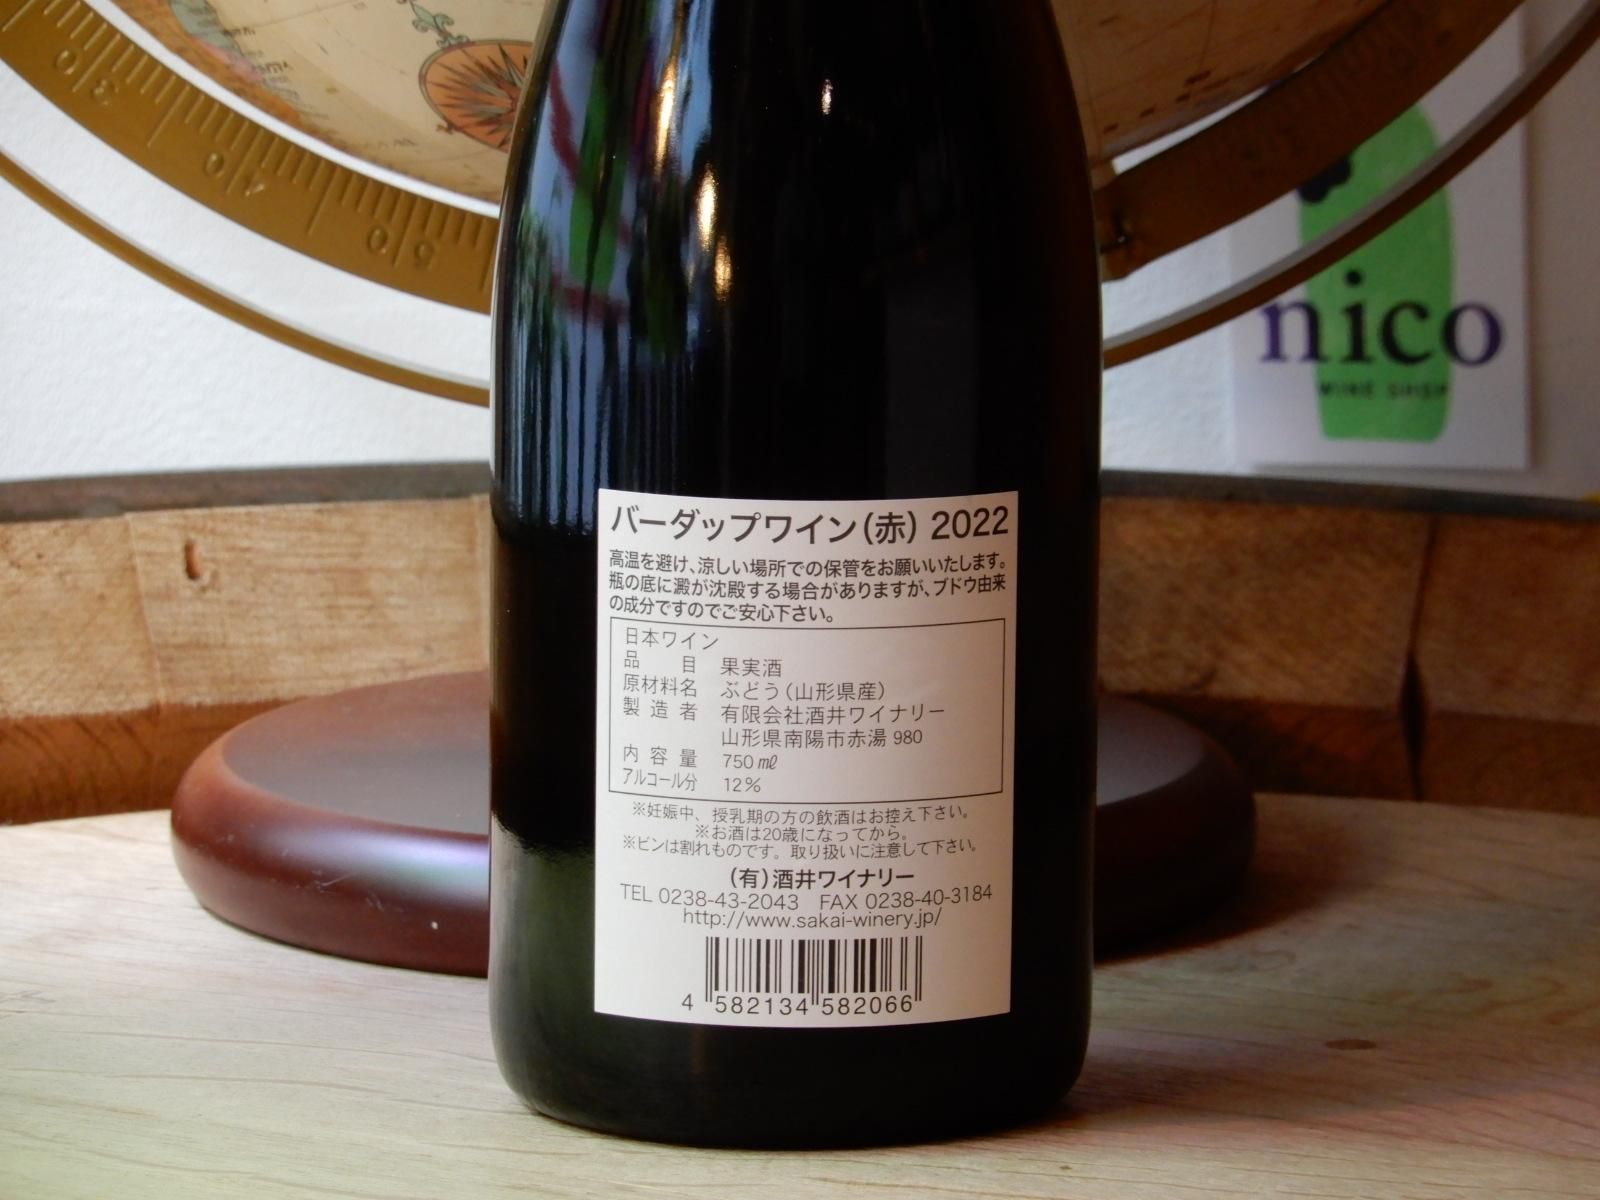 nico
WINE SHOP
バーダップワイン(赤) 2022
高温を避け、涼しい場所での保管をお願いいたします。
瓶の底に澱が沈殿する場合がありますが、ブドウ由来
の成分ですのでご安心下さい。
日本ワイン
品目 果実酒
原材料名 ぶどう(山形県産)
製造者 有限会社酒井ワイナリー
山形県南陽市赤湯 980
内容量 750㎖
アルコール分 12%
※妊娠中、授乳期の方の飲酒はお控え下さい。
※お酒は20歳になってから。
※ビンは割れものです。取り扱いに注意して下さい。
(有)酒井ワイナリー
TEL 0238-43-2043 FAX 0238-40-3184
http://www.sakai-winery.jp/
4 582134 582066